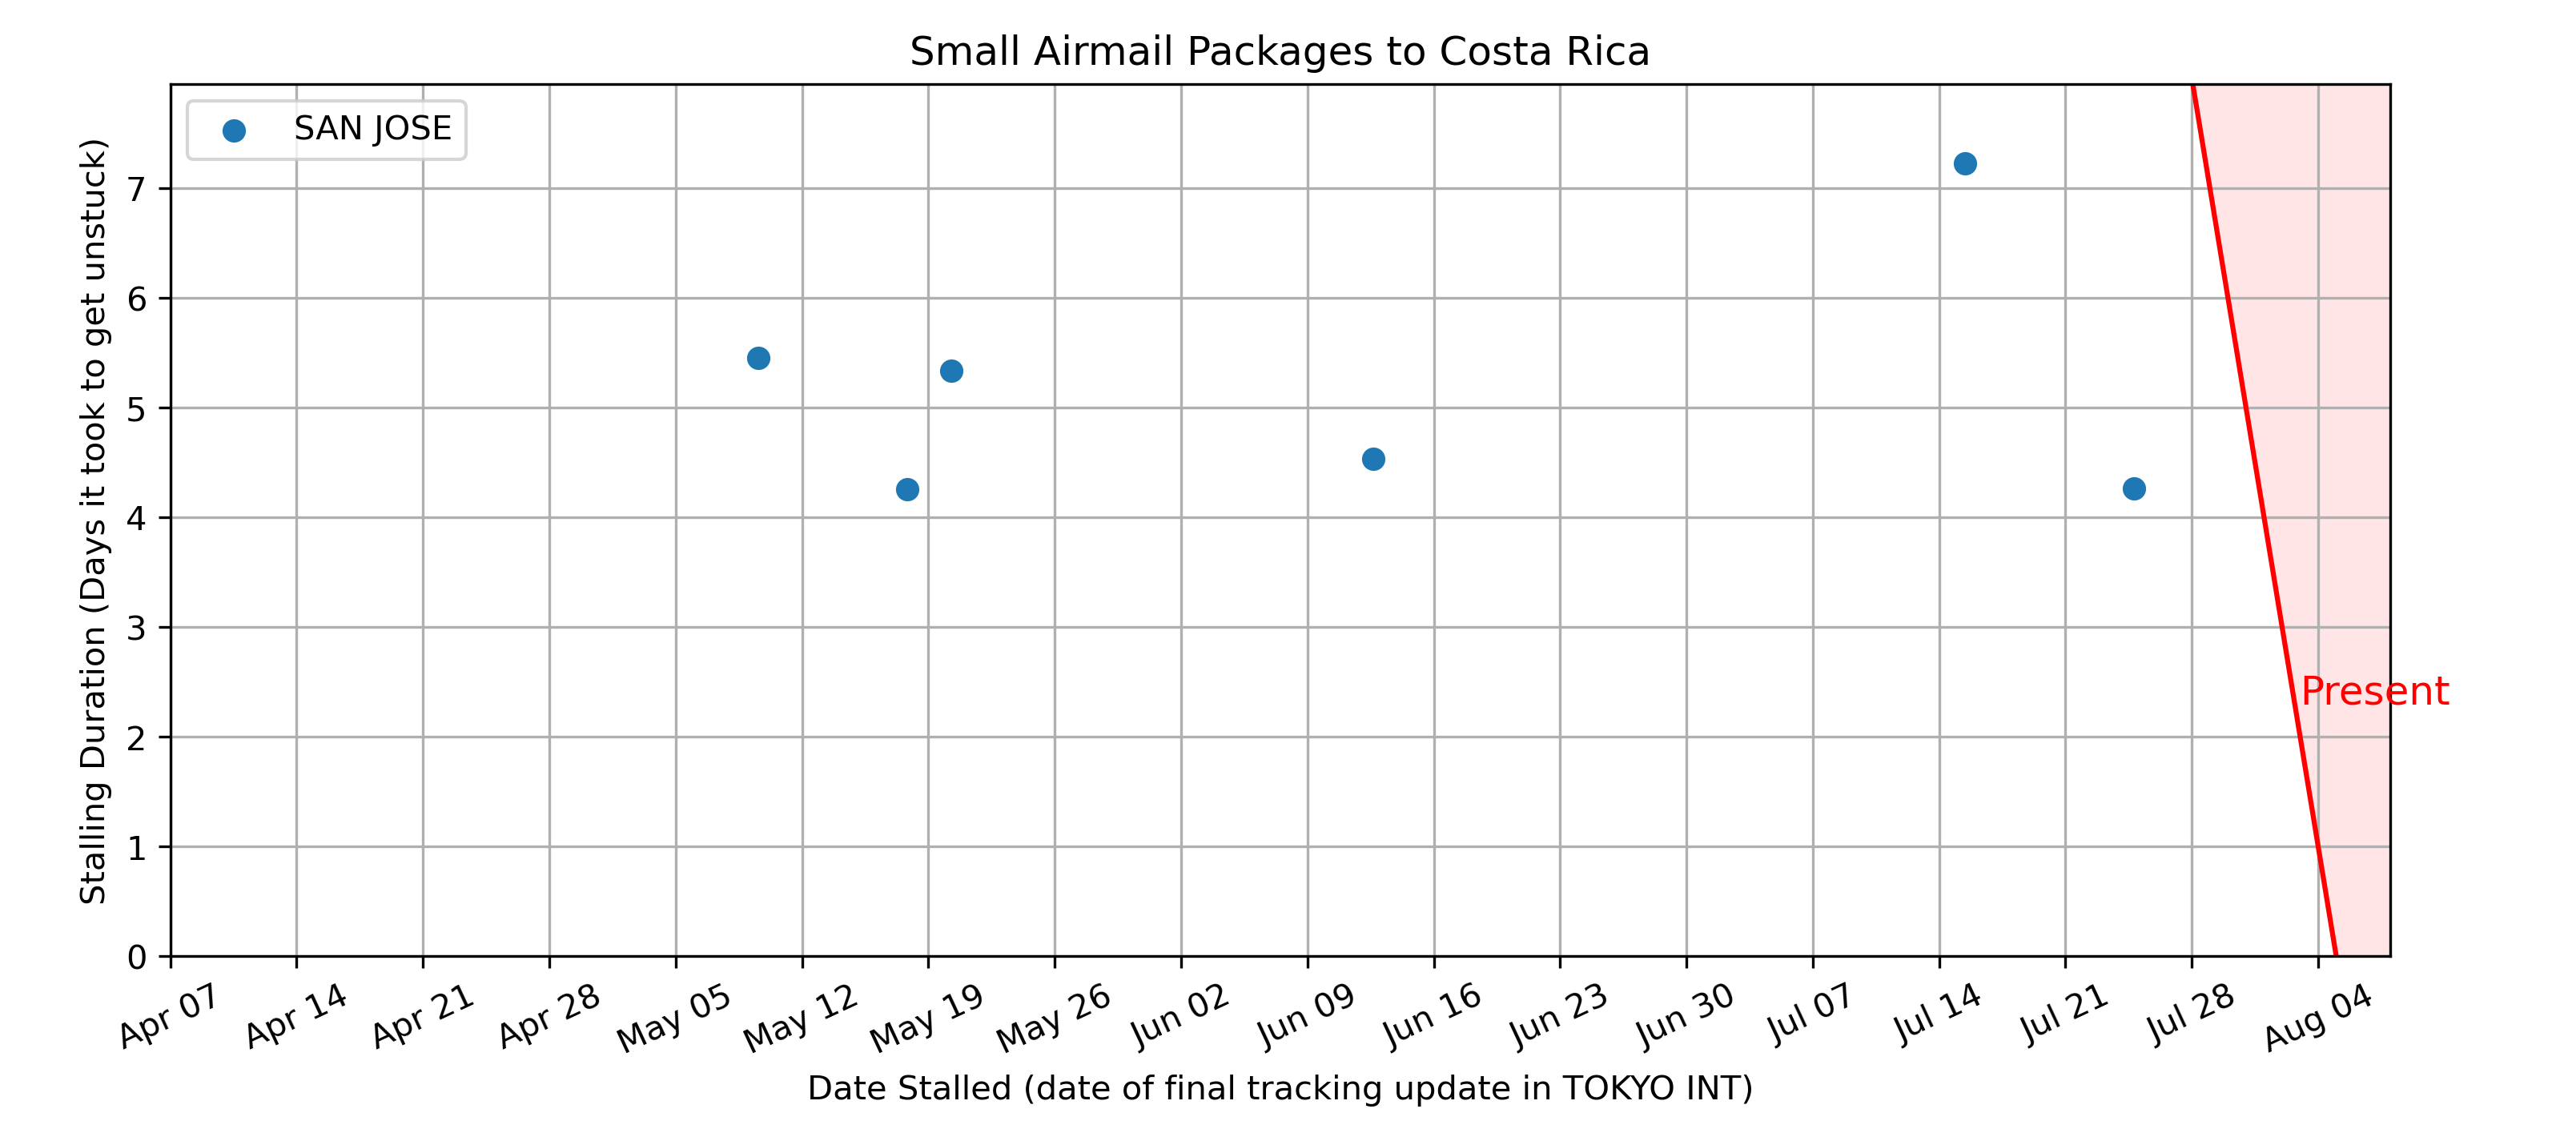 Small Airmail Packages to Costa Rica
SAN JOSE
Stalling Duration (Days it took to get unstuck)
7
6
5
4
3
2
1
0
Present
Apr 07
Apr 14
Apr 21
Apr 28
May 05
May 12
May 19
May 26
Jun 02
Jun 09
Jun 16
Jun 23
Jun 30
Jul 07
Jul 14
Jul 21
Jul 28
Aug 04
Date Stalled (date of final tracking update in TOKYO INT)